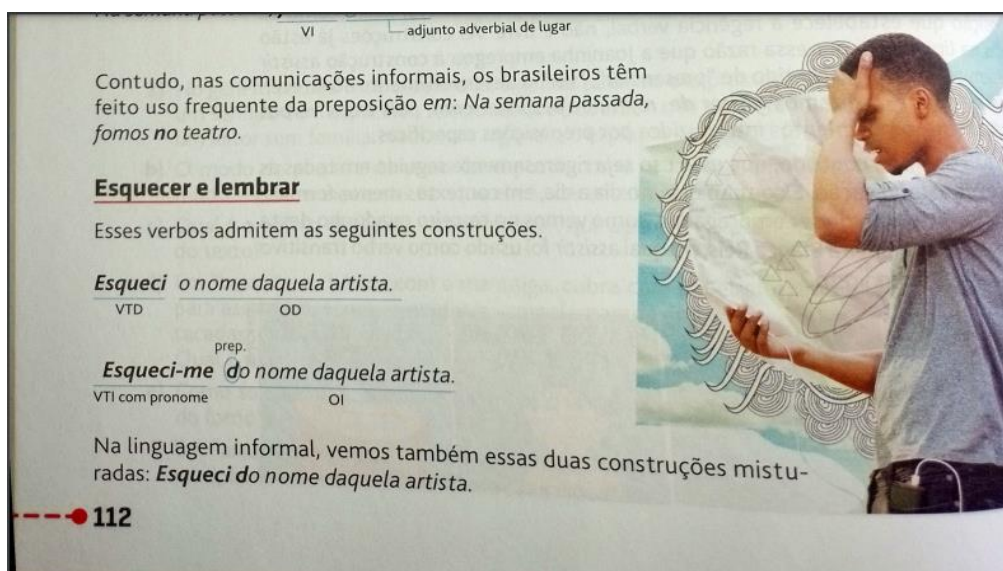 VI
adjunto adverbial de lugar
Contudo, nas comunicações informais, os brasileiros têm
feito uso frequente da preposição em: Na semana passada,
fomos no teatro.
Esquecer e lembrar
Esses verbos admitem as seguintes construções.
Esqueci o nome daquela artista.
VTD OD
prep.
Esqueci-me do nome daquela artista.
VTI com pronome OI
Na linguagem informal, vemos também essas duas construções mistu-
radas: Esqueci do nome daquela artista.
112